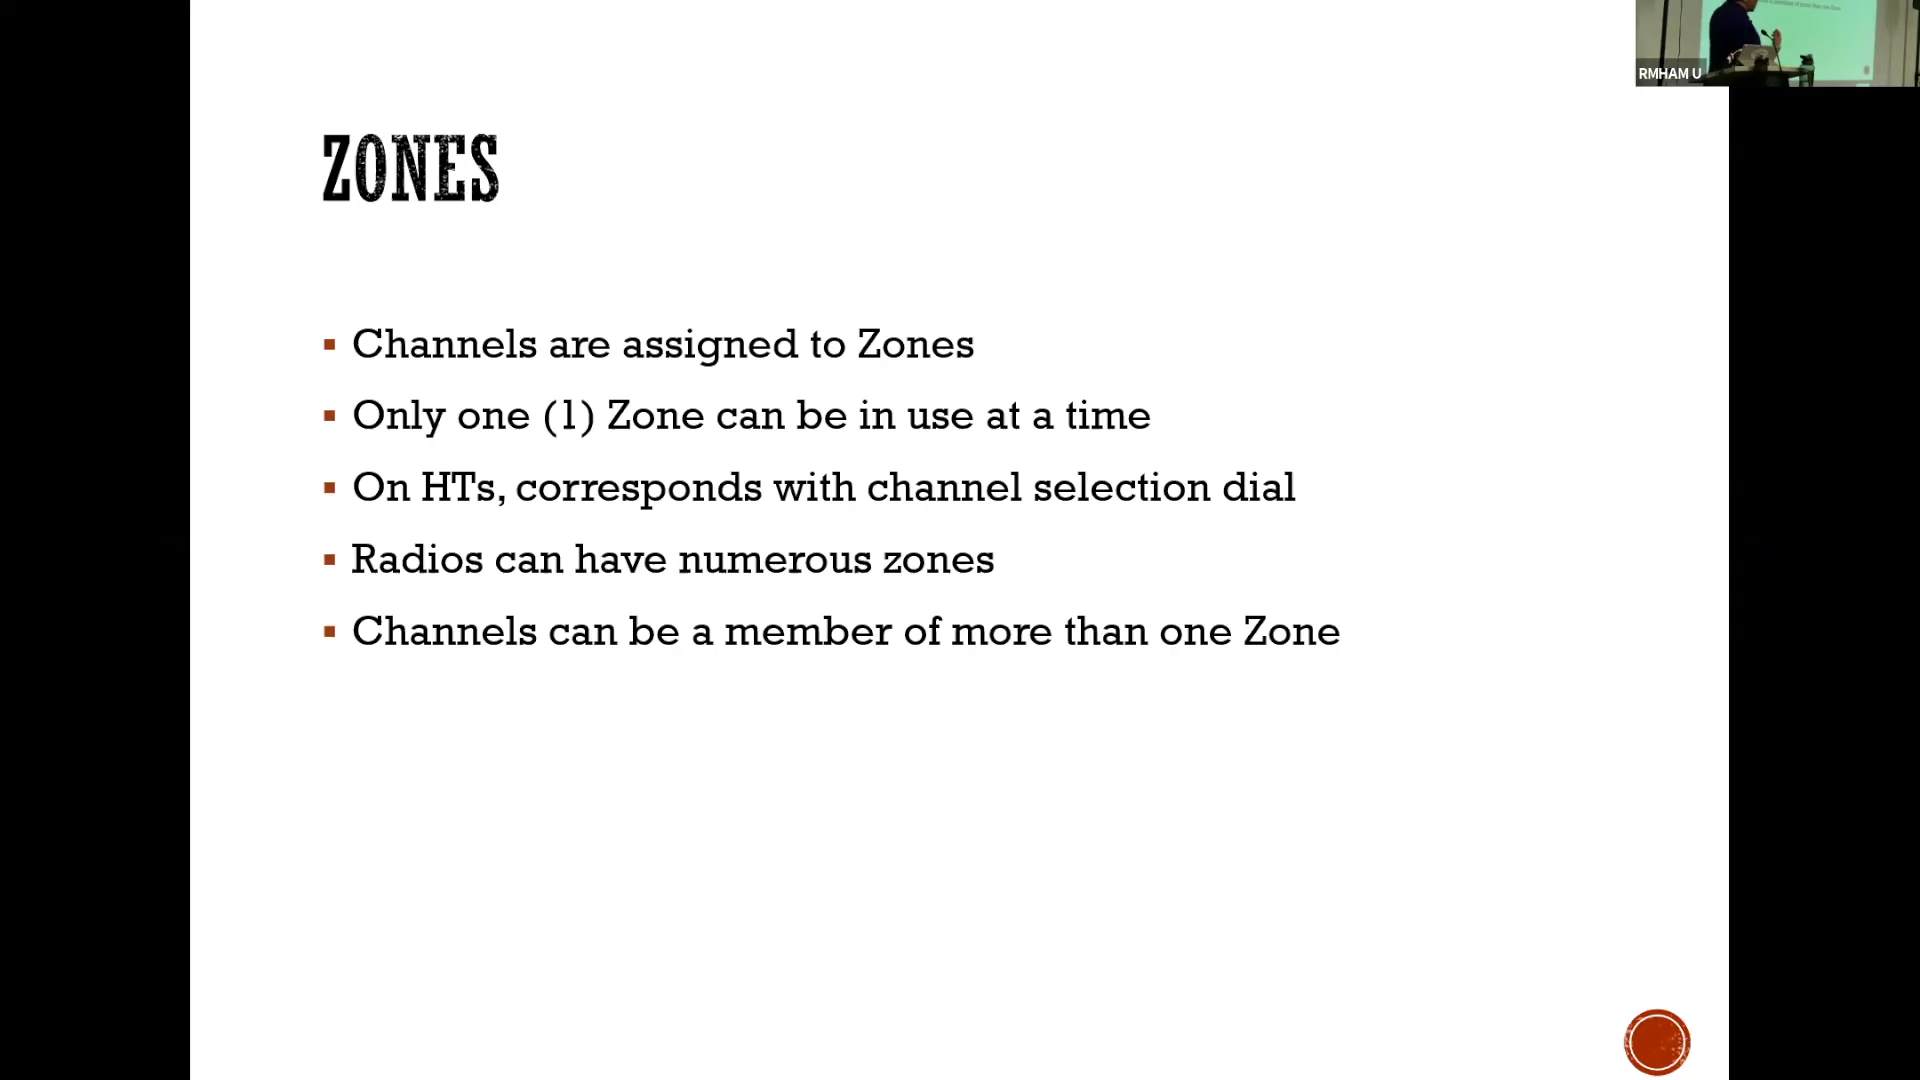 RMHAM U
ZONES
▪ Channels are assigned to Zones
▪ Only one (1) Zone can be in use at a time
▪ On HTs, corresponds with channel selection dial
▪ Radios can have numerous zones
▪ Channels can be a member of more than one Zone